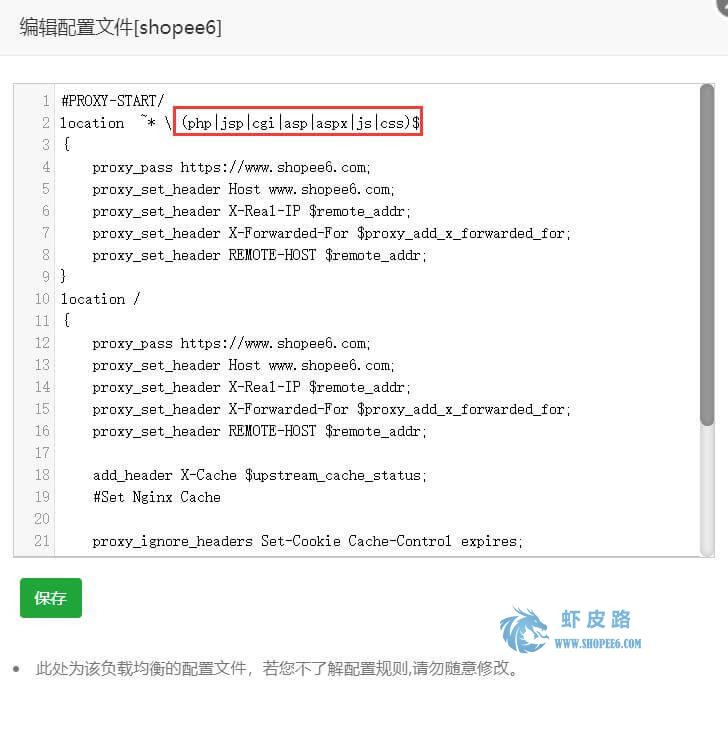 编辑配置文件[shopee6]
1 #PROXY-START/
2 location ~* \.(php|jsp|cgi|asp|aspx|js|css)$
3 {
4 proxy_pass https://www.shopee6.com;
5 proxy_set_header Host www.shopee6.com;
6 proxy_set_header X-Real-IP $remote_addr;
7 proxy_set_header X-Forwarded-For $proxy_add_x_forwarded_for;
8 proxy_set_header REMOTE-HOST $remote_addr;
9 }
10 location /
11 {
12 proxy_pass https://www.shopee6.com;
13 proxy_set_header Host www.shopee6.com;
14 proxy_set_header X-Real-IP $remote_addr;
15 proxy_set_header X-Forwarded-For $proxy_add_x_forwarded_for;
16 proxy_set_header REMOTE-HOST $remote_addr;
17
18 add_header X-Cache $upstream_cache_status;
19 #Set Nginx Cache
20
21 proxy_ignore_headers Set-Cookie Cache-Control expires;
保存
虾皮路
WWW.SHOPEE6.COM
• 此处为该负载均衡的配置文件，若您不了解配置规则,请勿随意修改。